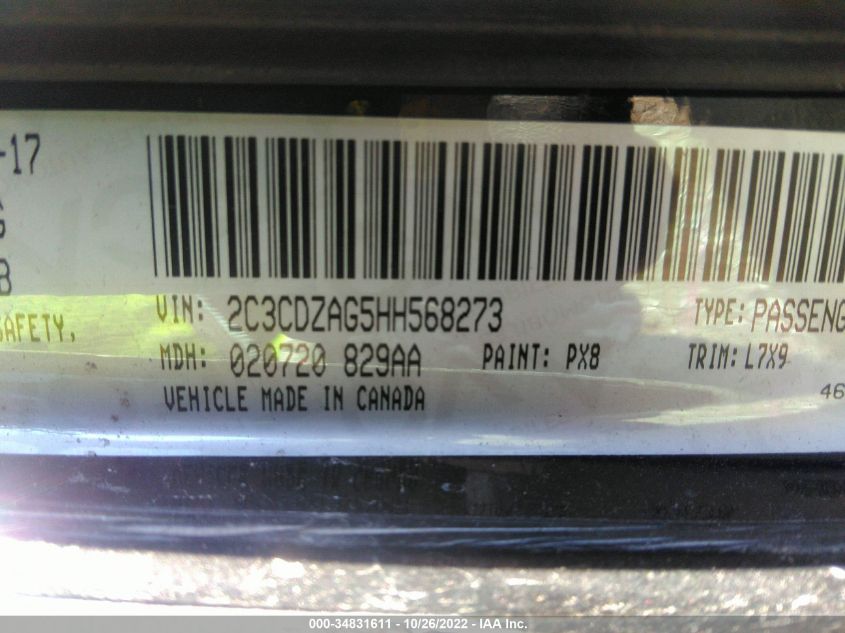 -17
B
VIN: 2C3CDZAG5HH568273
TYPE: PASSENG
SAFETY,
MDH: 020720 829AA
PAINT: PX8
TRIM: L7X9
VEHICLE MADE IN CANADA
46
000-34831611 - 10/26/2022 - IAA Inc.